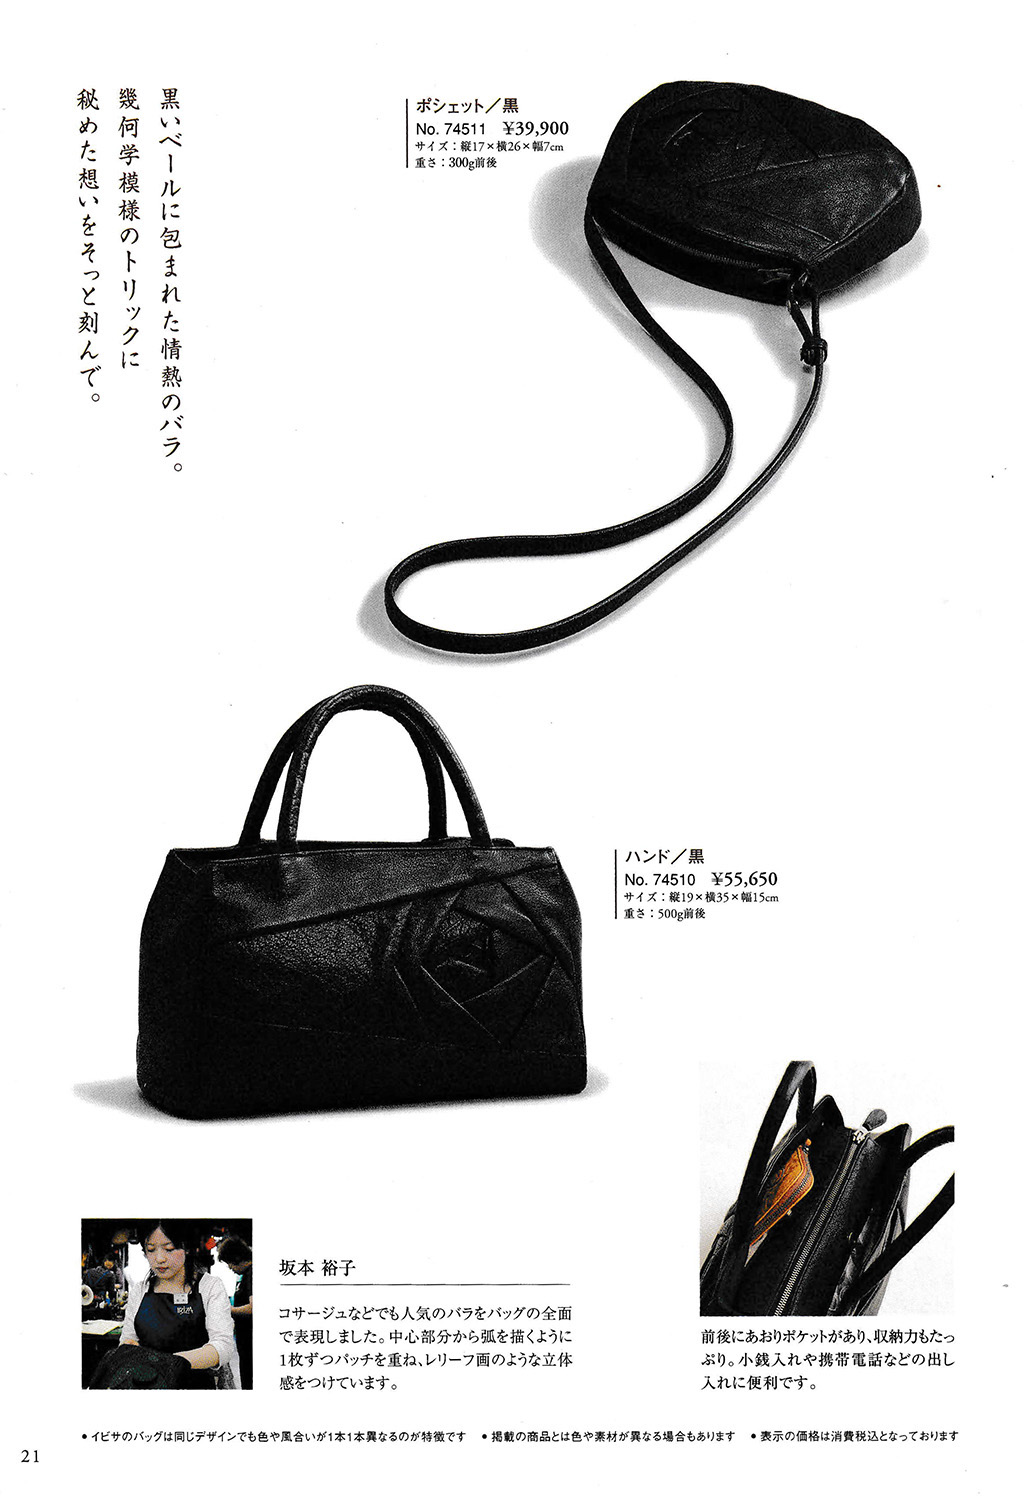 黒いベールに包まれた情熱のバラ。
幾何学模様のトリックに
秘めた想いをそっと刻んで。
ポシェット／黒
No. 74511 ¥39,900
サイズ：縦17×横26×幅7cm
重さ：300g前後
ハンド／黒
No. 74510 ¥55,650
サイズ：縦19×横35×幅15cm
重さ：500g前後
坂本 裕子
コサージュなどでも人気のバラをバッグの全面
で表現しました。中心部分から弧を描くように
1枚ずつパッチを重ね、レリーフ画のような立体
感をつけています。
前後にあおりポケットがあり、収納力もたっ
ぷり。小銭入れや携帯電話などの出し
入れに便利です。
●イビサのバッグは同じデザインでも色や風合いが1本1本異なるのが特徴です ●掲載の商品とは色や素材が異なる場合もあります ●表示の価格は消費税込となっております
21